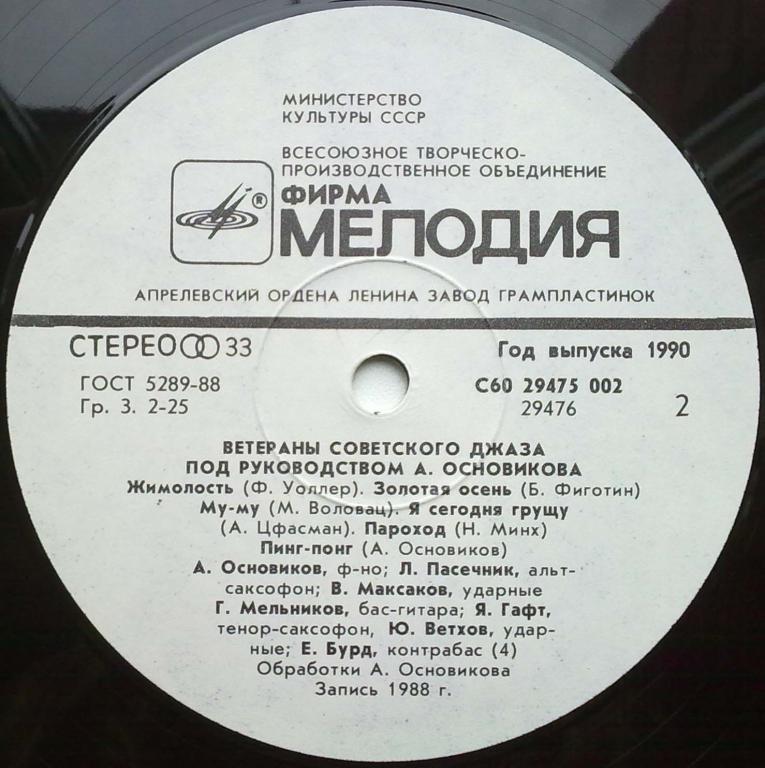 МИНИСТЕРСТВО
КУЛЬТУРЫ СССР
ВСЕСОЮЗНОЕ ТВОРЧЕСКО-
ПРОИЗВОДСТВЕННОЕ ОБЪЕДИНЕНИЕ
®
ФИРМА
МЕЛОДИЯ
АПРЕЛЕВСКИЙ ОРДЕНА ЛЕНИНА ЗАВОД ГРАМПЛАСТИНОК
СТЕРЕО 33 Год выпуска 1990
ГОСТ 5289-88 С60 29475 002
Гр. 3. 2-25 29476 2
ВЕТЕРАНЫ СОВЕТСКОГО ДЖАЗА
ПОД РУКОВОДСТВОМ А. ОСНОВИКОВА
Жимолость (Ф. Уоллер). Золотая осень (Б. Фиготин)
Му-му (М. Воловац). Я сегодня грущу
(А. Цфасман). Пароход (Н. Минх)
Пинг-понг (А. Основиков)
А. Основиков, ф-но; Л. Пасечник, альт-
саксофон; В. Максаков, ударные
Г. Мельников, бас-гитара; Я. Гафт,
тенор-саксофон, Ю. Ветхов, удар-
ные; Е. Бурд, контрабас (4)
Обработки А. Основикова
Запись 1988 г.